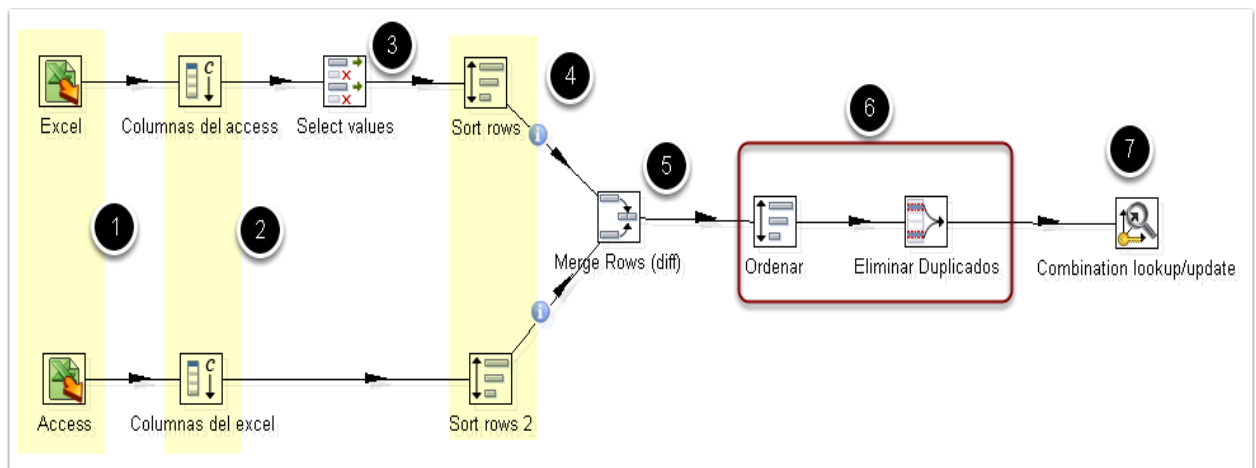 3
4
Excel
Columnas del access
Select values
Sort rows
6
7
5
1
2
Merge Rows (diff)
Ordenar
Eliminar Duplicados
Combination lookup/update
Access
Columnas del excel
Sort rows 2